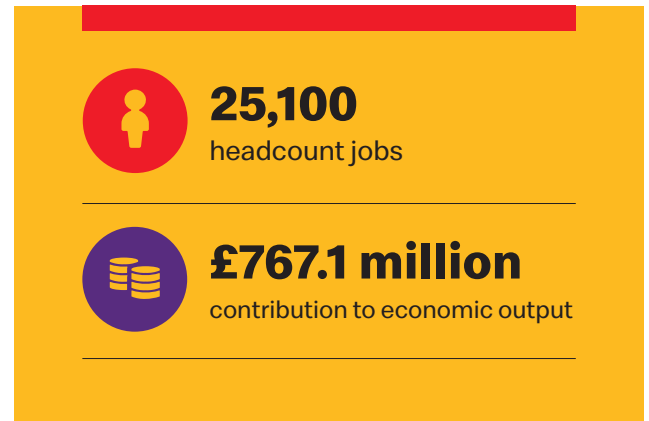 25,100
headcount jobs
£767.1 million
contribution to economic output